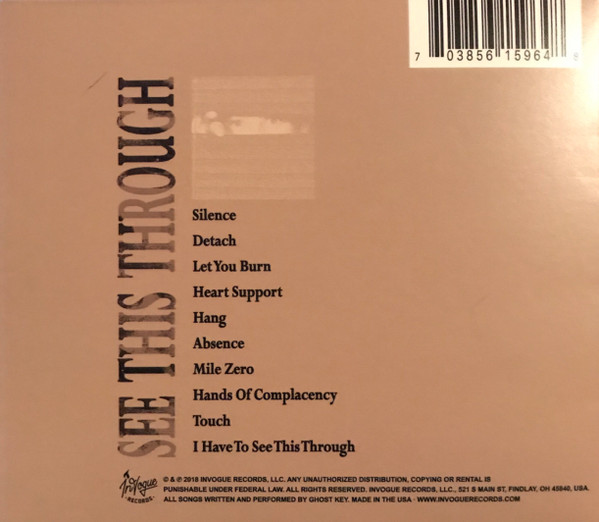 7 03856 15964 8
SEE THIS THROUGH
Silence
Detach
Let You Burn
Heart Support
Hang
Absence
Mile Zero
Hands Of Complacency
Touch
I Have To See This Through
InVogue
RECORDS
© & ℗ 2018 INVOGUE RECORDS, LLC. ANY UNAUTHORIZED DISTRIBUTION, COPYING OR RENTAL IS
PUNISHABLE UNDER FEDERAL LAW. ALL RIGHTS RESERVED. INVOGUE RECORDS, LLC., 521 S MAIN ST, FINDLAY, OH 45840, USA.
ALL SONGS WRITTEN AND PERFORMED BY GHOST KEY. MADE IN THE USA · WWW.INVOGUERECORDS.COM